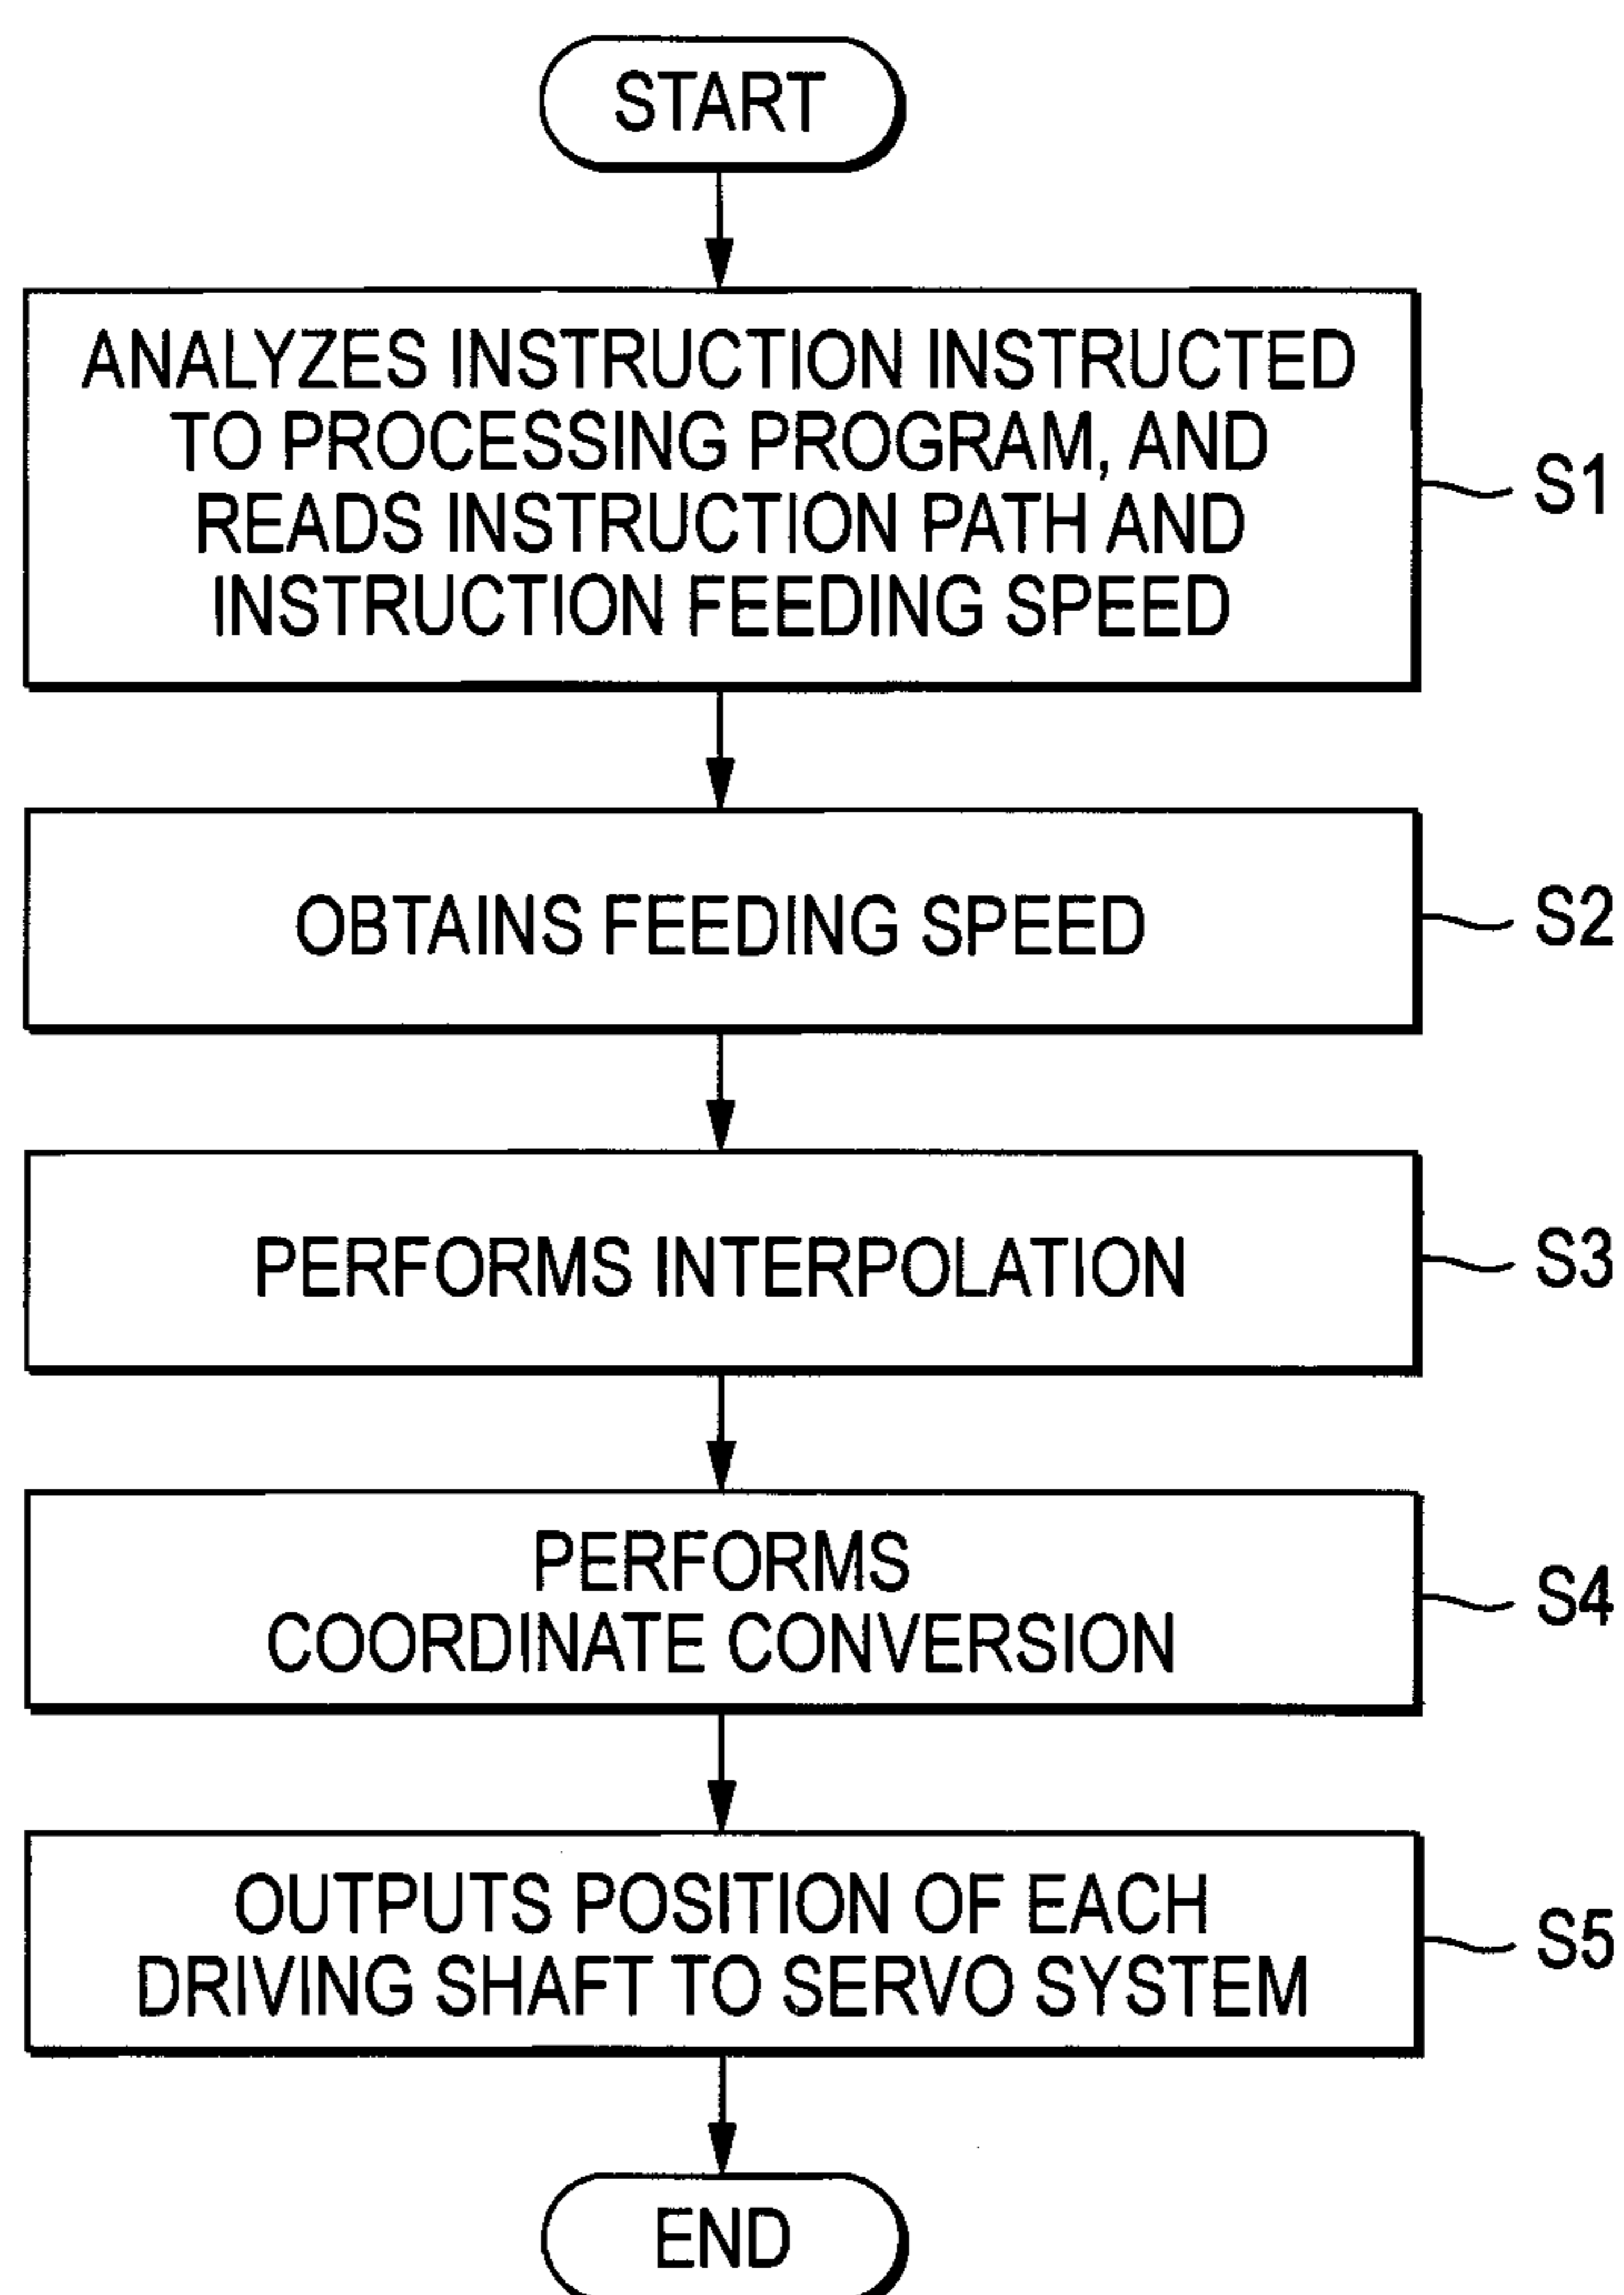 START
ANALYZES INSTRUCTION INSTRUCTED
TO PROCESSING PROGRAM, AND
READS INSTRUCTION PATH AND
INSTRUCTION FEEDING SPEED
S1
OBTAINS FEEDING SPEED
S2
PERFORMS INTERPOLATION
S3
PERFORMS
COORDINATE CONVERSION
S4
OUTPUTS POSITION OF EACH
DRIVING SHAFT TO SERVO SYSTEM
S5
END